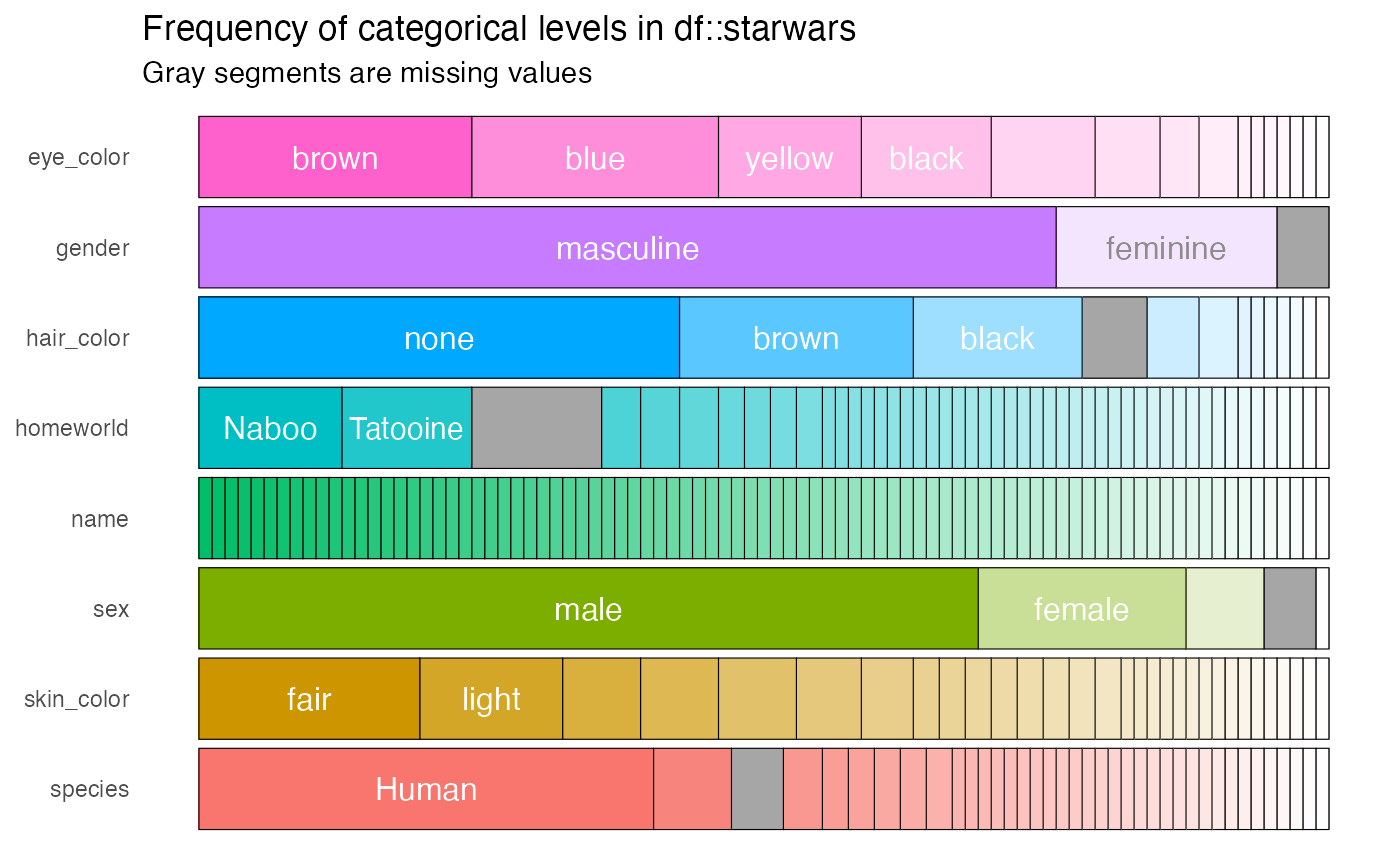 Frequency of categorical levels in df::starwars
Gray segments are missing values
eye_color brown blue yellow black
gender masculine feminine
hair_color none brown black
homeworld Naboo Tatooine
name
sex male female
skin_color fair light
species Human